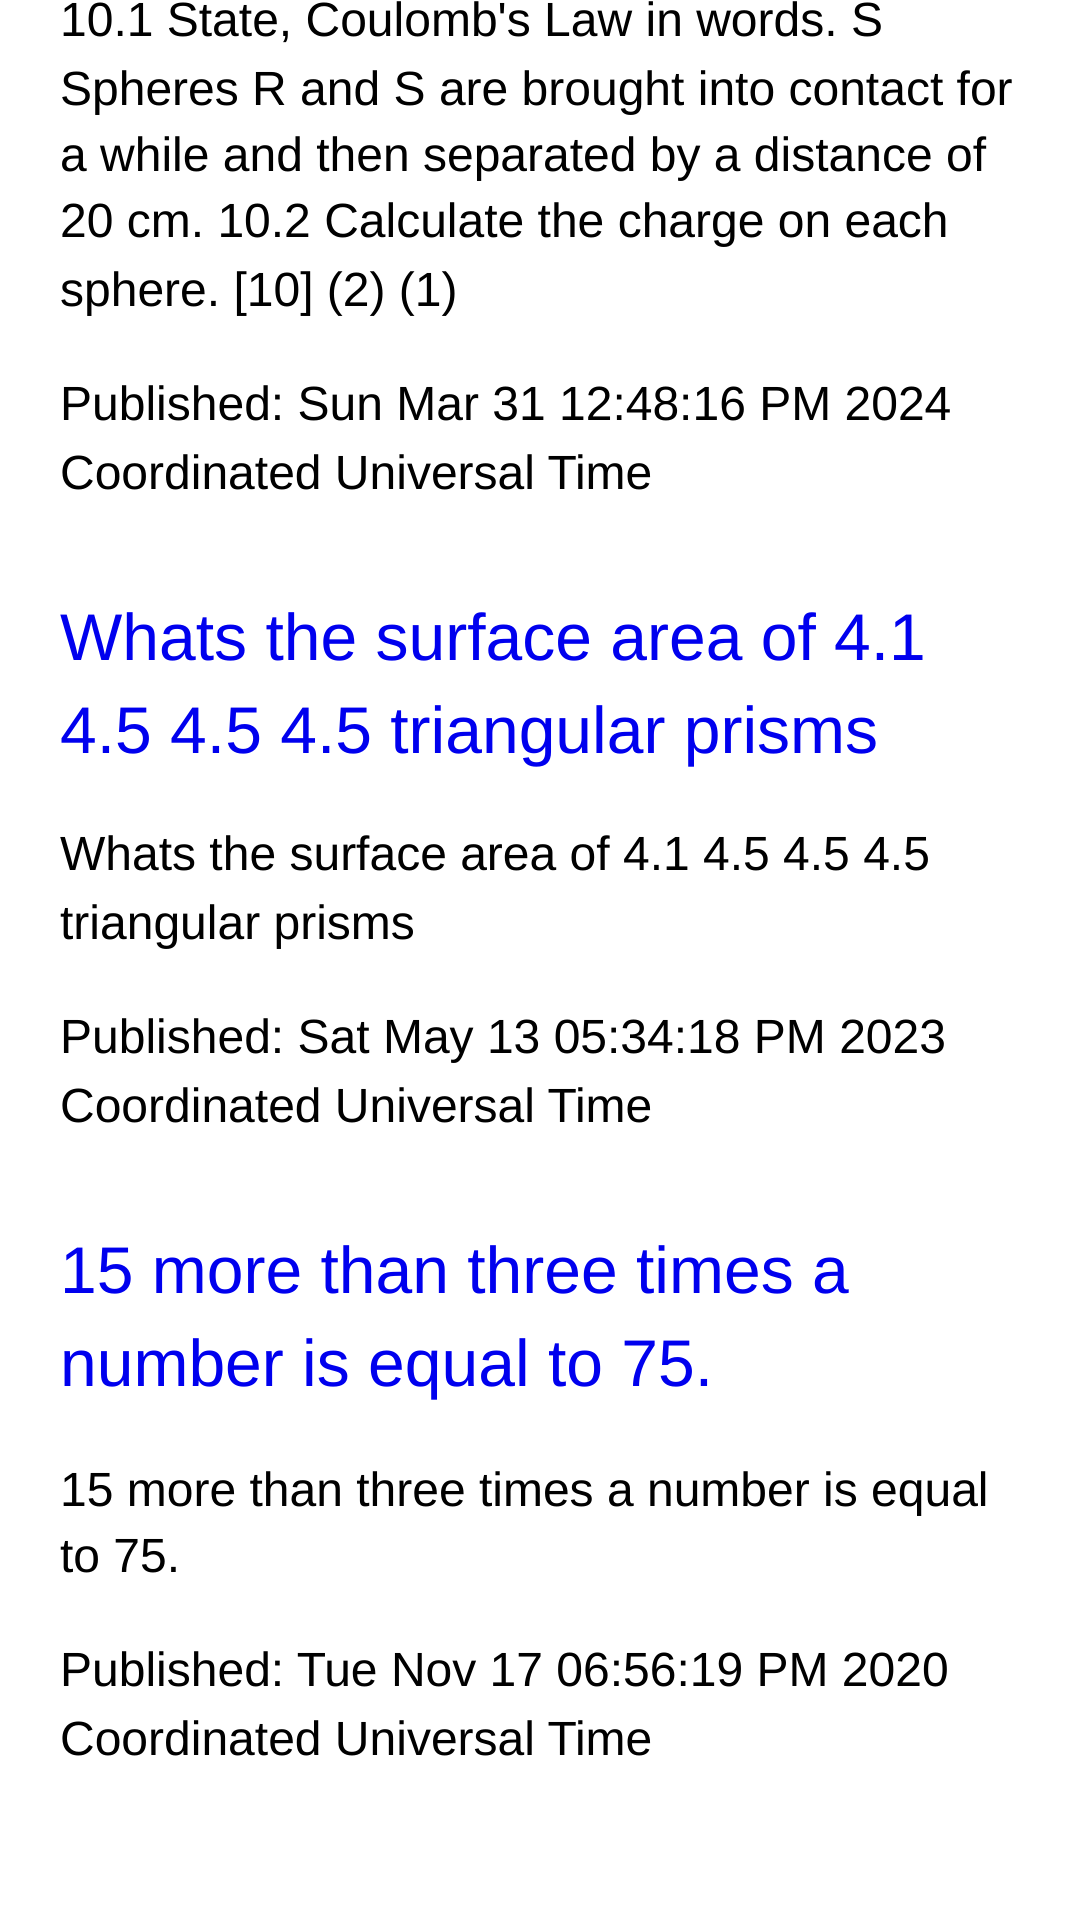 10.1 State, Coulomb's Law in words. S
Spheres R and S are brought into contact for
a while and then separated by a distance of
20 cm. 10.2 Calculate the charge on each
sphere. [10] (2) (1)
Published: Sun Mar 31 12:48:16 PM 2024
Coordinated Universal Time
Whats the surface area of 4.1
4.5 4.5 4.5 triangular prisms
Whats the surface area of 4.1 4.5 4.5 4.5
triangular prisms
Published: Sat May 13 05:34:18 PM 2023
Coordinated Universal Time
15 more than three times a
number is equal to 75.
15 more than three times a number is equal
to 75.
Published: Tue Nov 17 06:56:19 PM 2020
Coordinated Universal Time